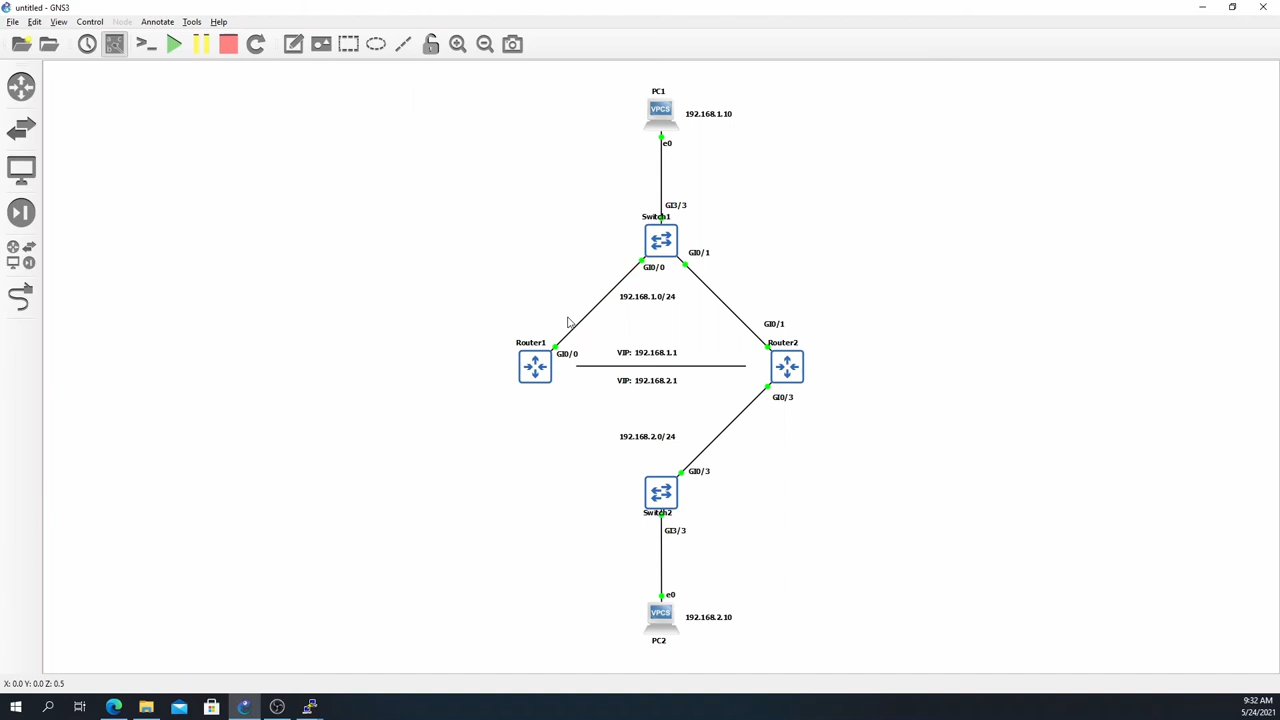 untitled - GNS3
File Edit View Control Node Annotate Tools Help
PC1
VPCS
192.168.1.10
e0
GI3/3
Switch1
GI0/1
GI0/0
192.168.1.0/24
GI0/1
Router1
Router2
GI0/0
VIP: 192.168.1.1
VIP: 192.168.2.1
GI0/3
192.168.2.0/24
GI0/3
Switch2
GI3/3
e0
VPCS
192.168.2.10
PC2
X: 0.0 Y: 0.0 Z: 0.5
9:32 AM
5/24/2021